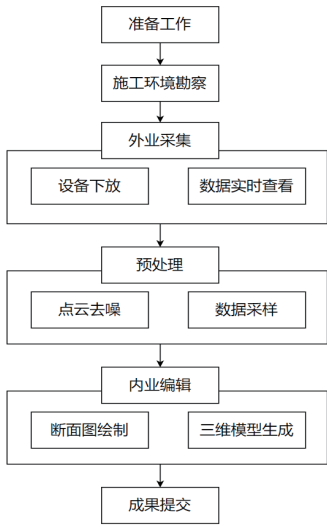 准备工作
施工环境勘察
外业采集
设备下放
数据实时查看
预处理
点云去噪
数据采样
内业编辑
断面图绘制
三维模型生成
成果提交